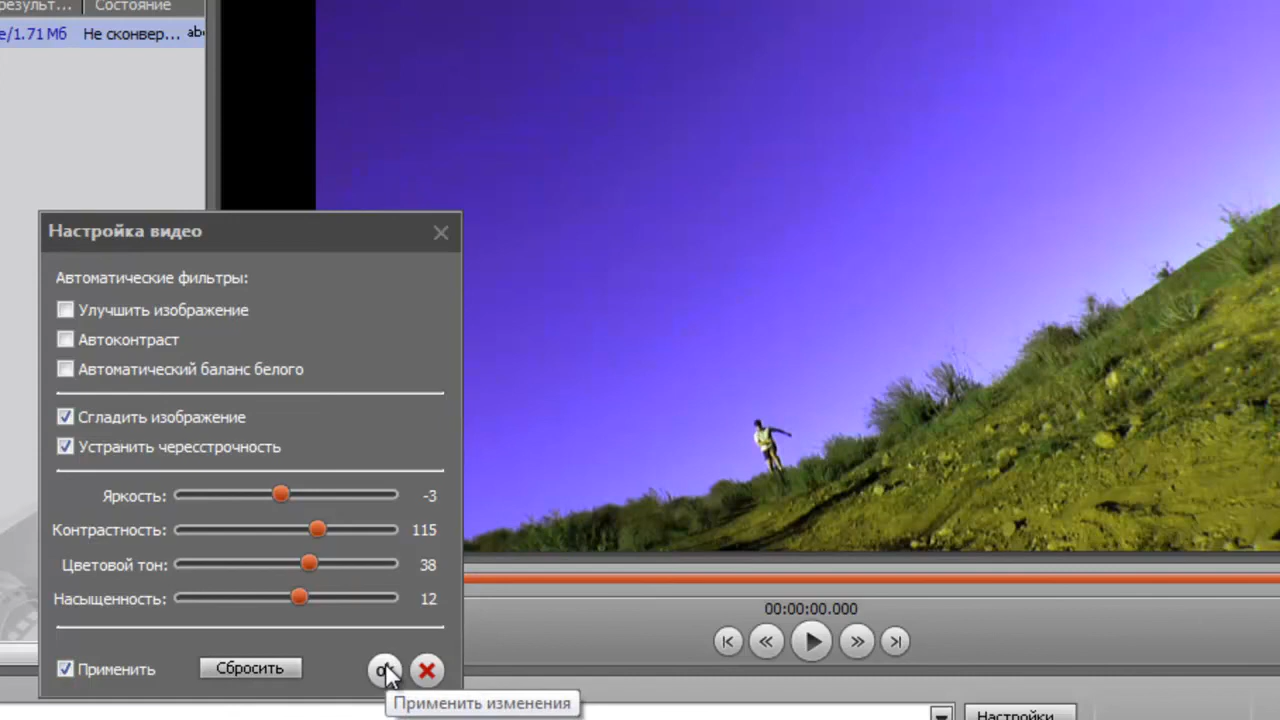 результ... Состояние
е/1.71 Мб Не сконвер... abc
Настройка видео
Автоматические фильтры:
Улучшить изображение
Автоконтраст
Автоматический баланс белого
Сгладить изображение
Устранить чересстрочность
Яркость: -3
Контрастность: 115
Цветовой тон: 38
Насыщенность: 12
00:00:00.000
Применить Сбросить
Применить изменения
Настройки